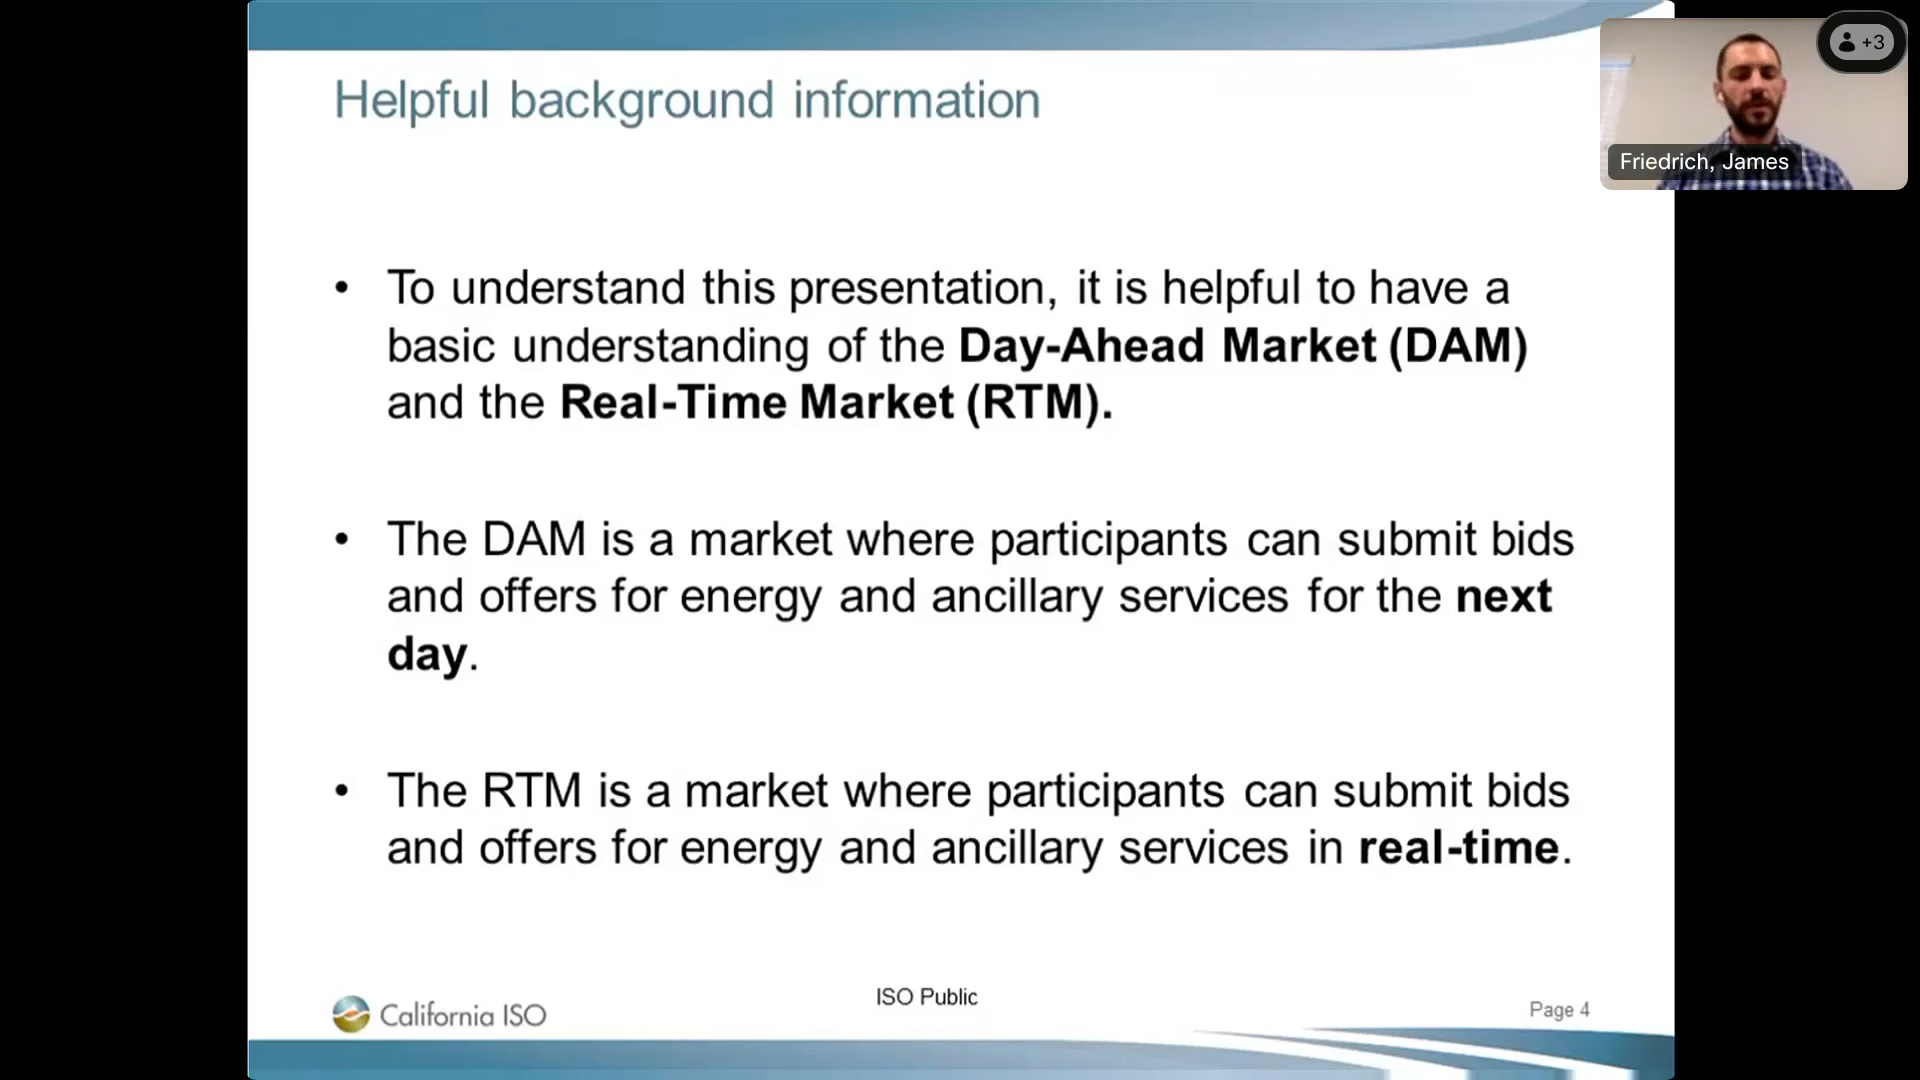 Helpful background information
+3
Friedrich, James
• To understand this presentation, it is helpful to have a
basic understanding of the Day-Ahead Market (DAM)
and the Real-Time Market (RTM).
• The DAM is a market where participants can submit bids
and offers for energy and ancillary services for the next
day.
• The RTM is a market where participants can submit bids
and offers for energy and ancillary services in real-time.
California ISO
ISO Public
Page 4